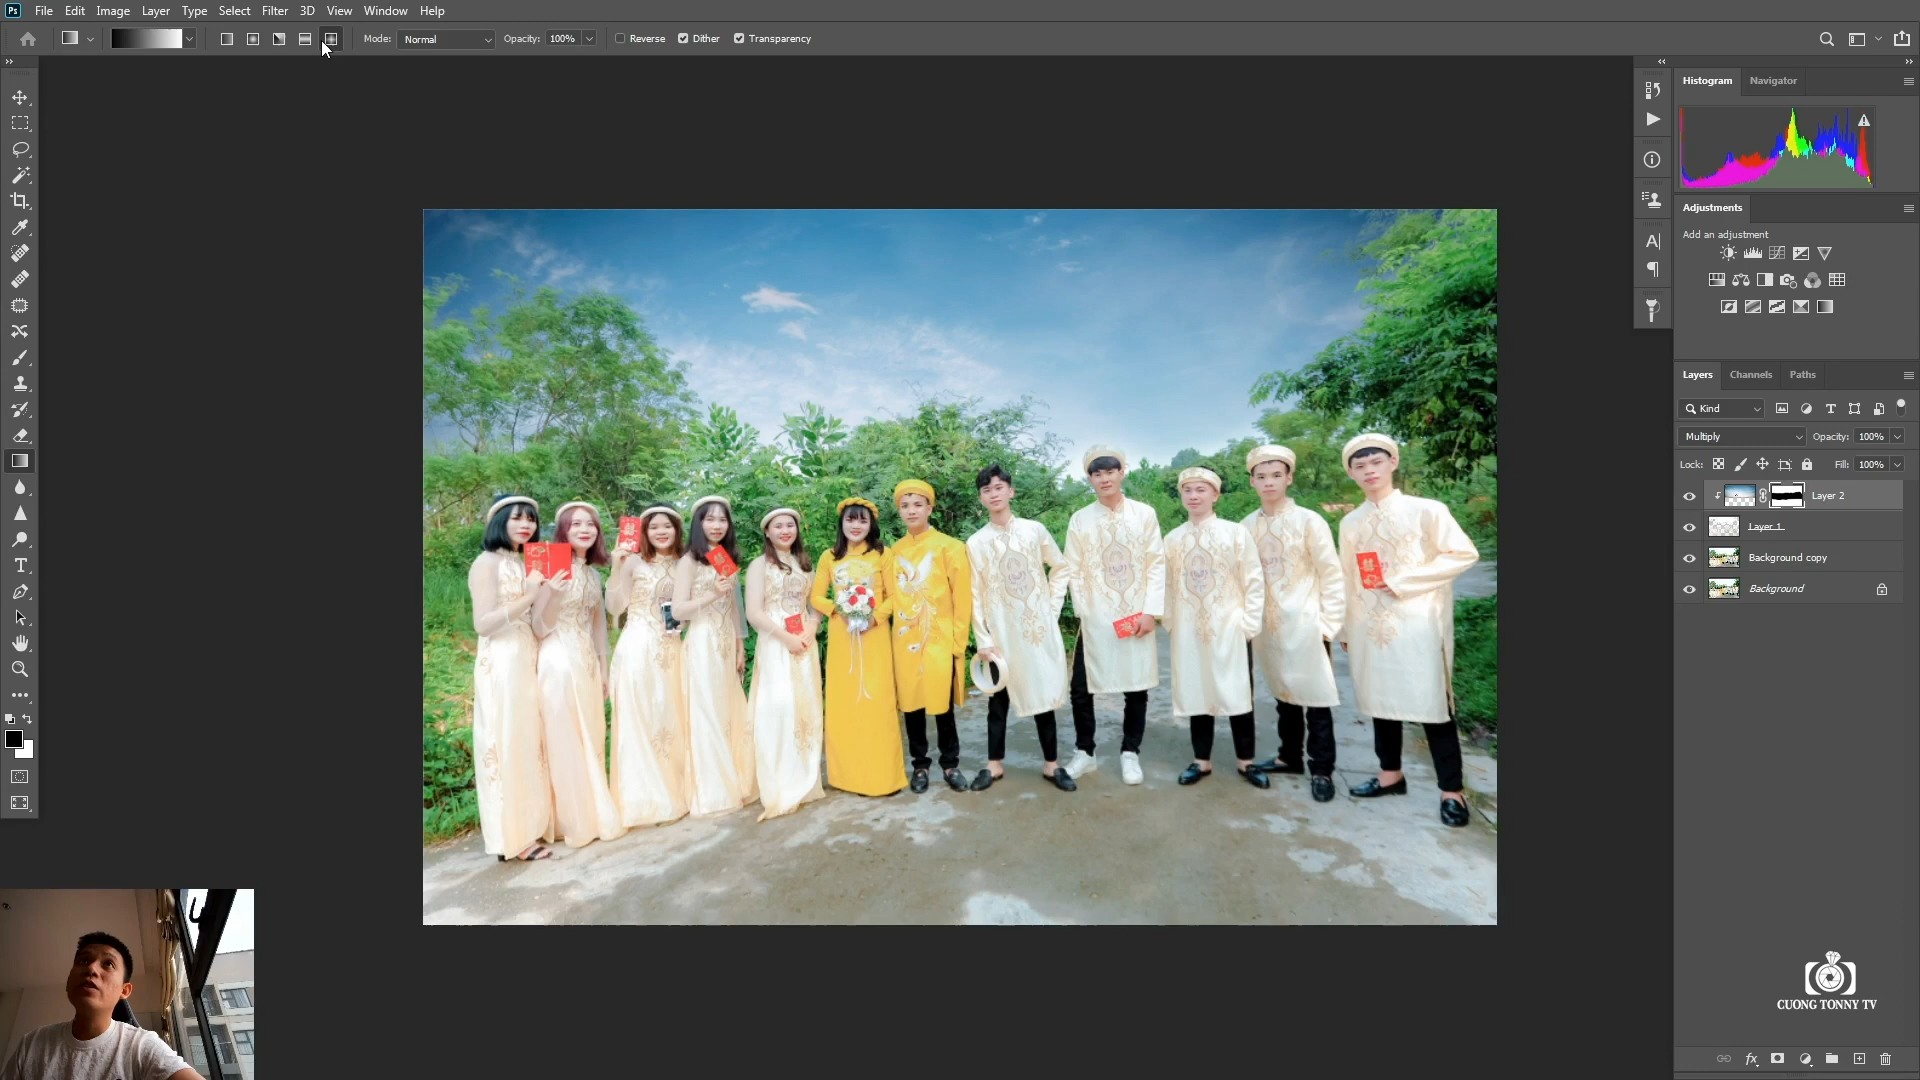 Ps File Edit Image Layer Type Select Filter 3D View Window Help
Mode: Normal Opacity: 100% Reverse Dither Transparency
Histogram Navigator
Adjustments
Add an adjustment
Layers Channels Paths
Kind
Multiply Opacity: 100%
Lock: Fill: 100%
Layer 2
Layer 1
Background copy
Background
CUONG TONNY TV